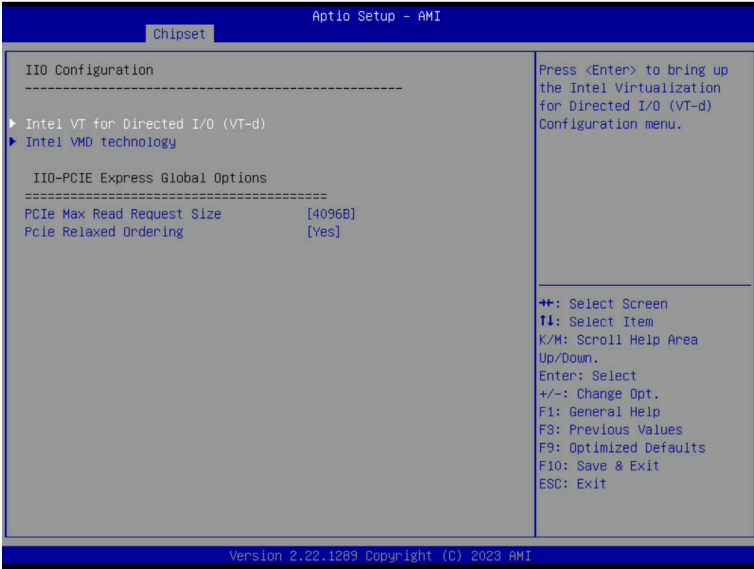 Aptio Setup – AMI
Chipset
IIO Configuration
--------------------------------------------------
Intel VT for Directed I/O (VT-d)
Intel VMD technology
IIO-PCIE Express Global Options
========================================
PCIe Max Read Request Size [4096B]
Pcie Relaxed Ordering [Yes]
Press <Enter> to bring up
the Intel Virtualization
for Directed I/O (VT-d)
Configuration menu.
→←: Select Screen
↑↓: Select Item
K/M: Scroll Help Area
Up/Down.
Enter: Select
+/-: Change Opt.
F1: General Help
F3: Previous Values
F9: Optimized Defaults
F10: Save & Exit
ESC: Exit
Version 2.22.1289 Copyright (C) 2023 AMI